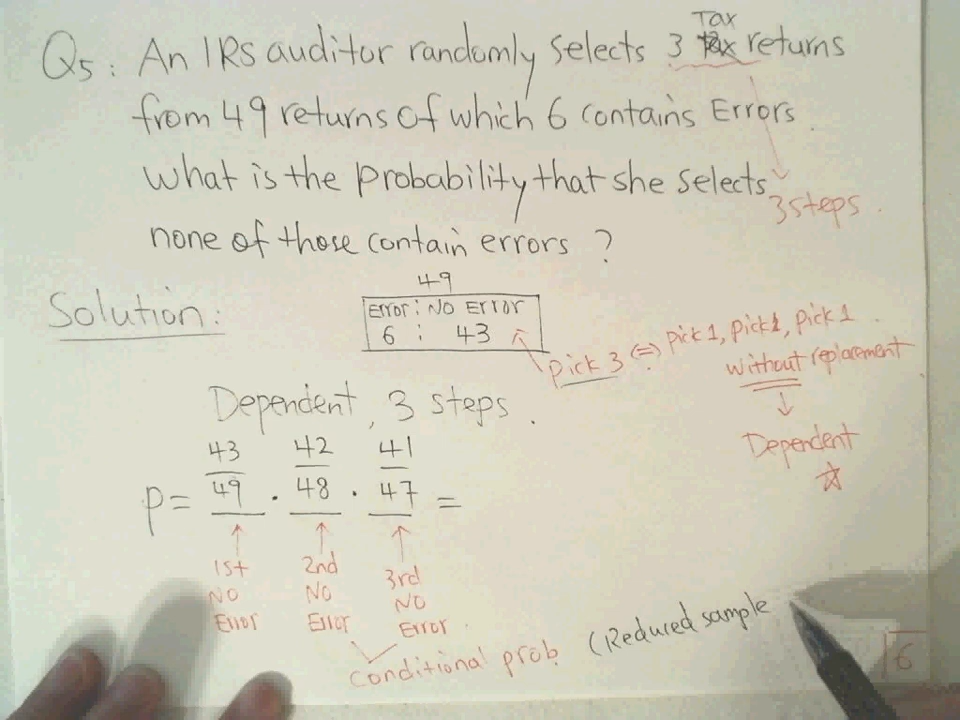 Q5: An IRS auditor randomly selects 3 Tax returns
from 49 returns of which 6 contains Errors.
What is the probability that she selects
none of those contain errors ?
3 steps.
Solution:
49
Error : NO Error
6 : 43
pick 3 <=> pick 1, pick 1, pick 1.
without replacement
Dependent
Dependent, 3 steps.
P = 43/49 . 42/48 . 41/47 =
1st 2nd 3rd
NO NO NO
Error Error Error
conditional prob. (Reduced sample
6